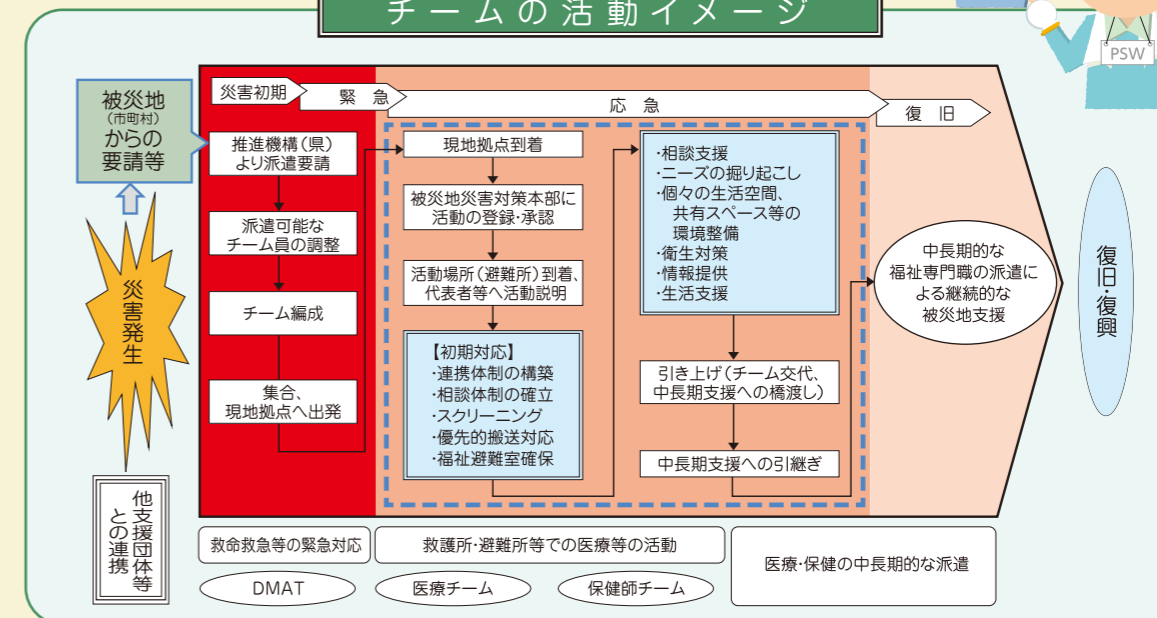 チームの活動イメージ
PSW
被災地
（市町村）
からの
要請等
災害発生
他支援団体等
との連携
災害初期
緊急
応急
復旧
推進機構（県）
より派遣要請
派遣可能な
チーム員の調整
チーム編成
集合、
現地拠点へ出発
現地拠点到着
被災地災害対策本部に
活動の登録・承認
活動場所（避難所）到着、
代表者等へ活動説明
【初期対応】
・連携体制の構築
・相談体制の確立
・スクリーニング
・優先的搬送対応
・福祉避難室確保
・相談支援
・ニーズの掘り起こし
・個々の生活空間、
共有スペース等の
環境整備
・衛生対策
・情報提供
・生活支援
引き上げ（チーム交代、
中長期支援への橋渡し）
中長期支援への引継ぎ
中長期的な
福祉専門職の派遣に
よる継続的な
被災地支援
復旧・復興
救命救急等の緊急対応
救護所・避難所等での医療等の活動
医療・保健の中長期的な派遣
DMAT
医療チーム
保健師チーム